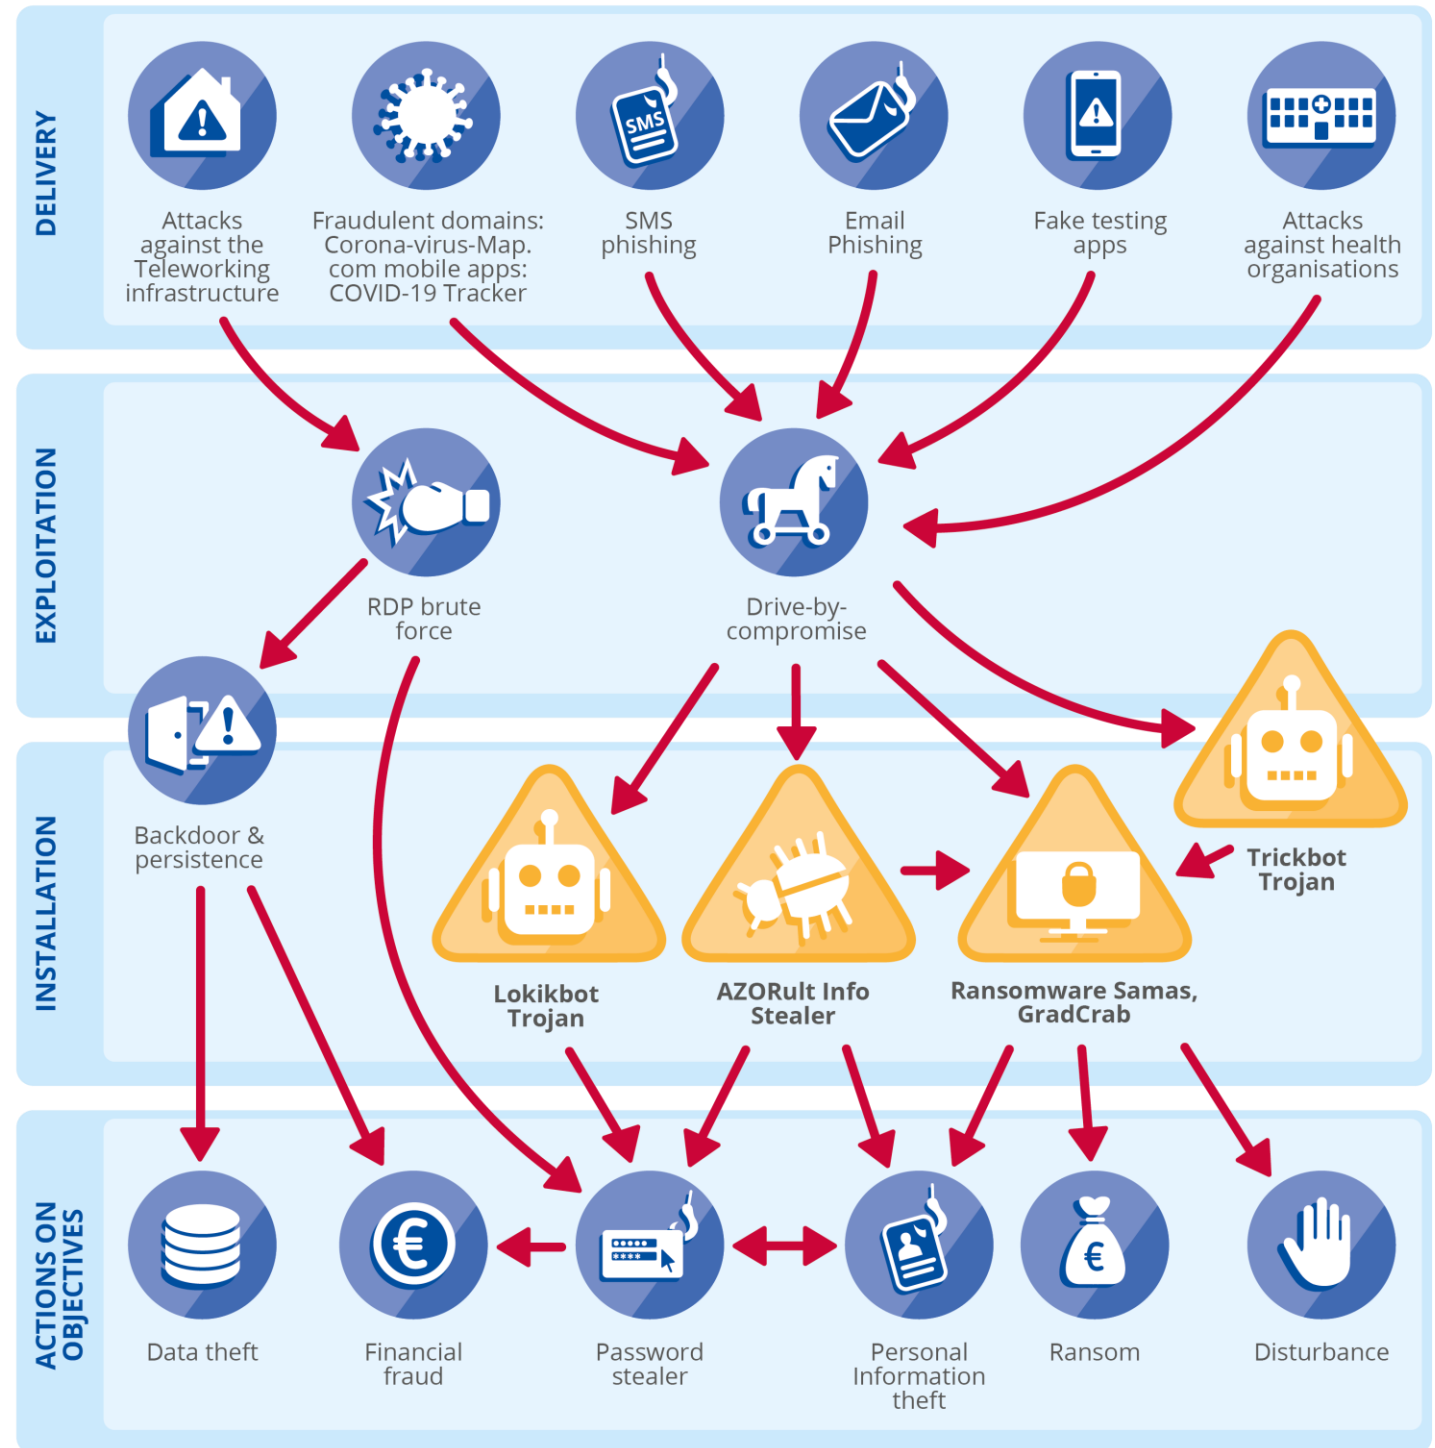 DELIVERY
SMS
Attacks
against the
Teleworking
infrastructure
Fraudulent domains:
Corona-virus-Map.
com mobile apps:
COVID-19 Tracker
SMS
phishing
Email
Phishing
Fake testing
apps
Attacks
against health
organisations
EXPLOITATION
RDP brute
force
Drive-by-
compromise
INSTALLATION
Backdoor &
persistence
Trickbot
Trojan
Lokikbot
Trojan
AZORult Info
Stealer
Ransomware Samas,
GradCrab
ACTIONS ON
OBJECTIVES
€
****
€
Data theft
Financial
fraud
Password
stealer
Personal
Information
theft
Ransom
Disturbance